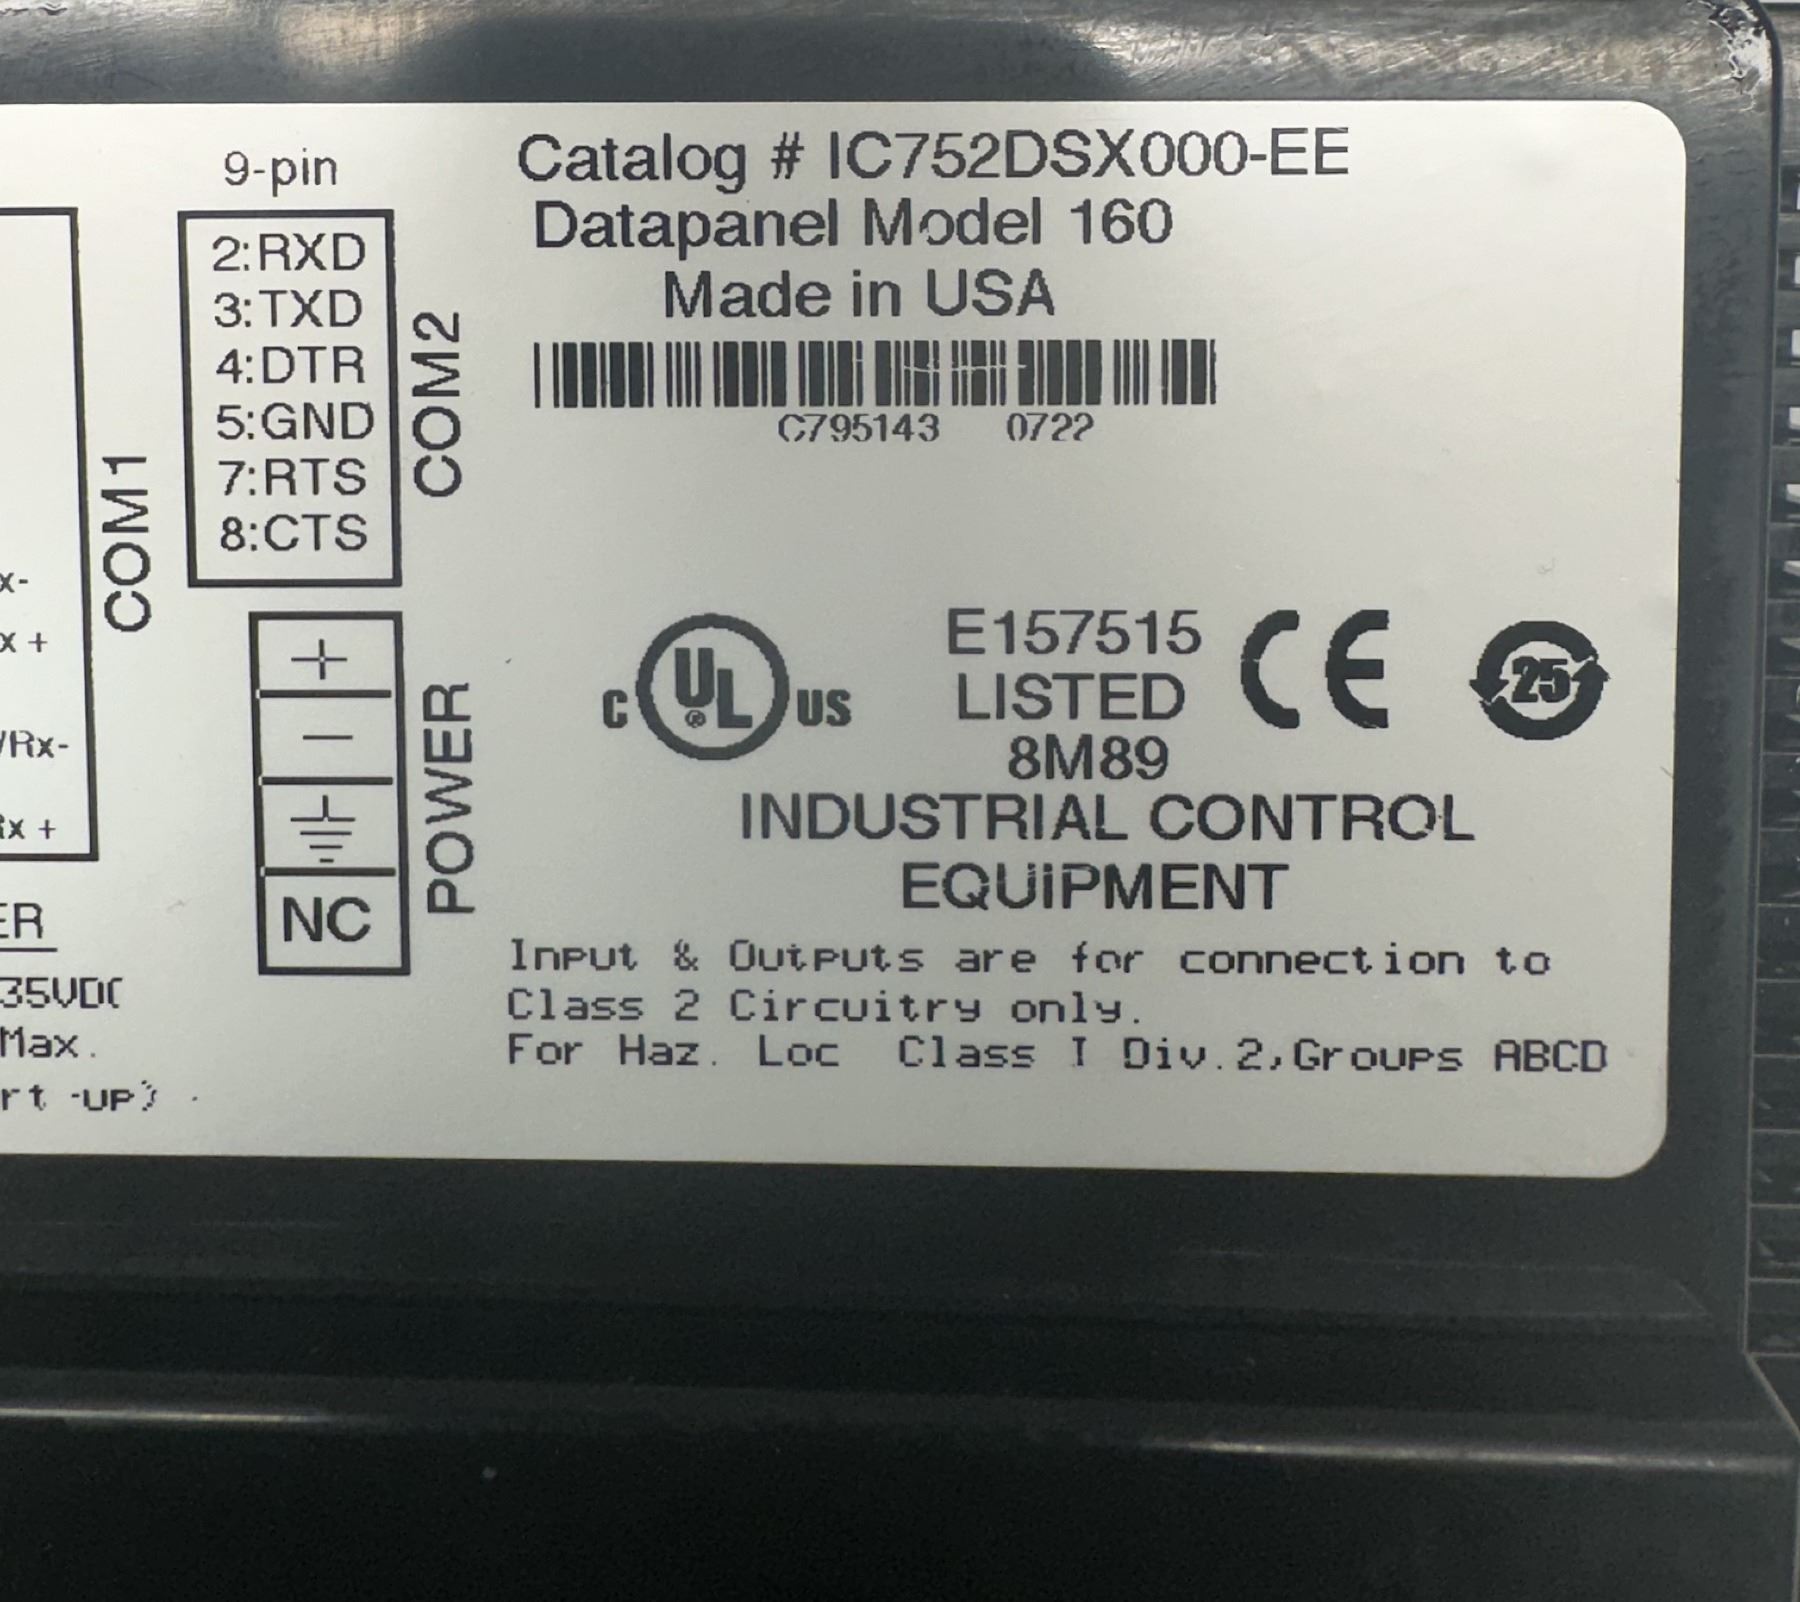 9-pin
2:RXD
3:TXD
4:DTR
5:GND
7:RTS
8:CTS
COM2
COM1
x-
x +
/Rx-
x +
+
-
NC
POWER
ER
35VDC
Max.
rt -up)
Catalog # IC752DSX000-EE
Datapanel Model 160
Made in USA
C795143 0722
C UL ® US
E157515
LISTED
8M89
CE
25
INDUSTRIAL CONTROL
EQUIPMENT
Input & Outputs are for connection to
Class 2 Circuitry only.
For Haz. Loc Class I Div.2,Groups ABCD